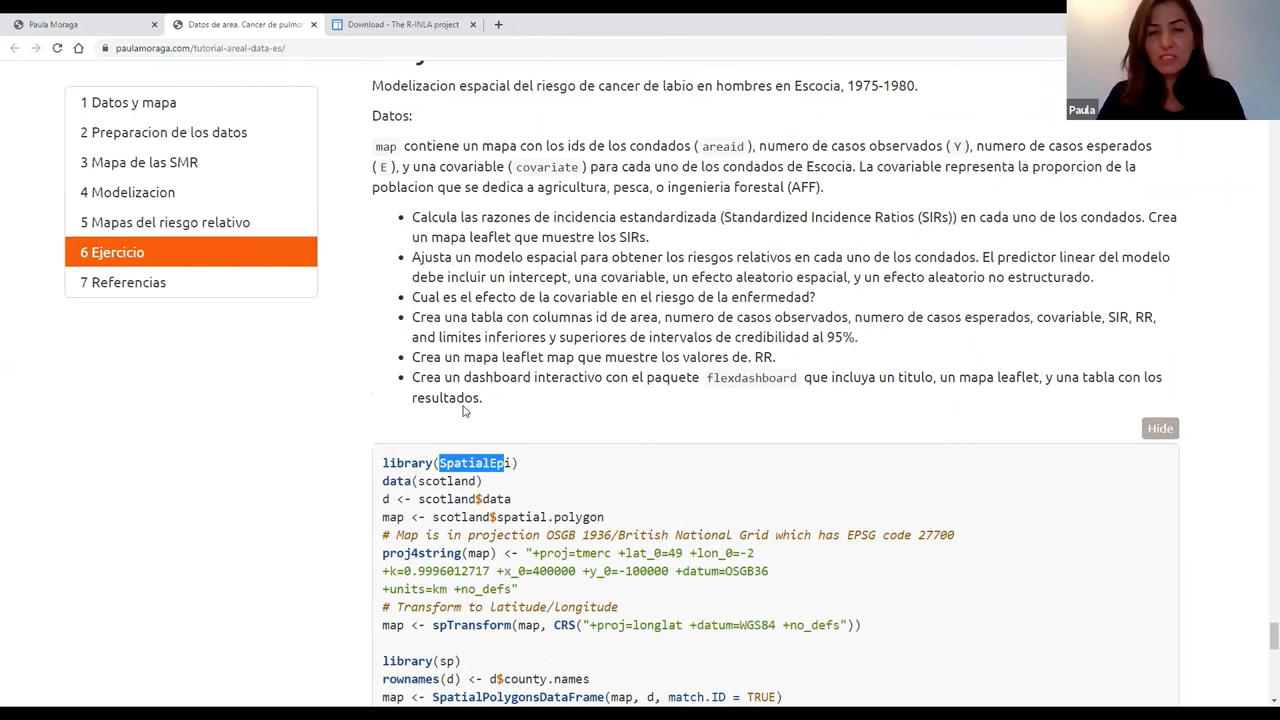 Paula Moraga
Datos de area. Cancer de pulmo
Download - The R-INLA project
paulamoraga.com/tutorial-areal-data-es/
Paula
1 Datos y mapa
2 Preparacion de los datos
3 Mapa de las SMR
4 Modelizacion
5 Mapas del riesgo relativo
6 Ejercicio
7 Referencias
Modelizacion espacial del riesgo de cancer de labio en hombres en Escocia, 1975-1980.
Datos:
map contiene un mapa con los ids de los condados ( areaid ), numero de casos observados ( Y ), numero de casos esperados
( E ), y una covariable ( covariate ) para cada uno de los condados de Escocia. La covariable representa la proporcion de la
poblacion que se dedica a agricultura, pesca, o ingenieria forestal (AFF).
• Calcula las razones de incidencia estandardizada (Standardized Incidence Ratios (SIRs)) en cada uno de los condados. Crea
un mapa leaflet que muestre los SIRs.
• Ajusta un modelo espacial para obtener los riesgos relativos en cada uno de los condados. El predictor linear del modelo
debe incluir un intercept, una covariable, un efecto aleatorio espacial, y un efecto aleatorio no estructurado.
• Cual es el efecto de la covariable en el riesgo de la enfermedad?
• Crea una tabla con columnas id de area, numero de casos observados, numero de casos esperados, covariable, SIR, RR,
and limites inferiores y superiores de intervalos de credibilidad al 95%.
• Crea un mapa leaflet map que muestre los valores de. RR.
• Crea un dashboard interactivo con el paquete flexdashboard que incluya un titulo, un mapa leaflet, y una tabla con los
resultados.
Hide
library(SpatialEpi)
data(scotland)
d <- scotland$data
map <- scotland$spatial.polygon
# Map is in projection OSGB 1936/British National Grid which has EPSG code 27700
proj4string(map) <- "+proj=tmerc +lat_0=49 +lon_0=-2
+k=0.9996012717 +x_0=400000 +y_0=-100000 +datum=OSGB36
+units=km +no_defs"
# Transform to latitude/longitude
map <- spTransform(map, CRS("+proj=longlat +datum=WGS84 +no_defs"))
library(sp)
rownames(d) <- d$county.names
map <- SpatialPolygonsDataFrame(map, d, match.ID = TRUE)